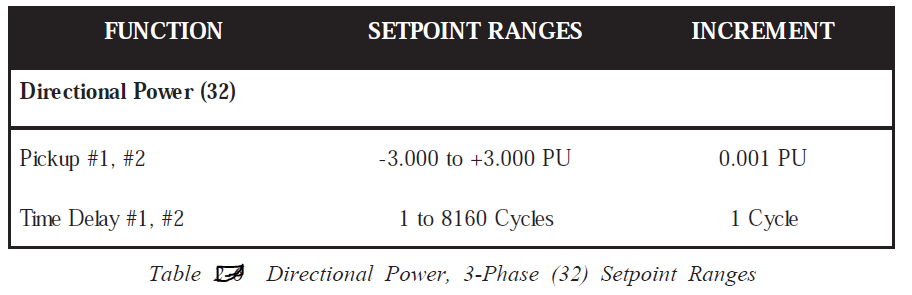 FUNCTION SETPOINT RANGES INCREMENT
Directional Power (32)
Pickup #1, #2 -3.000 to +3.000 PU 0.001 PU
Time Delay #1, #2 1 to 8160 Cycles 1 Cycle
Table Directional Power, 3-Phase (32) Setpoint Ranges